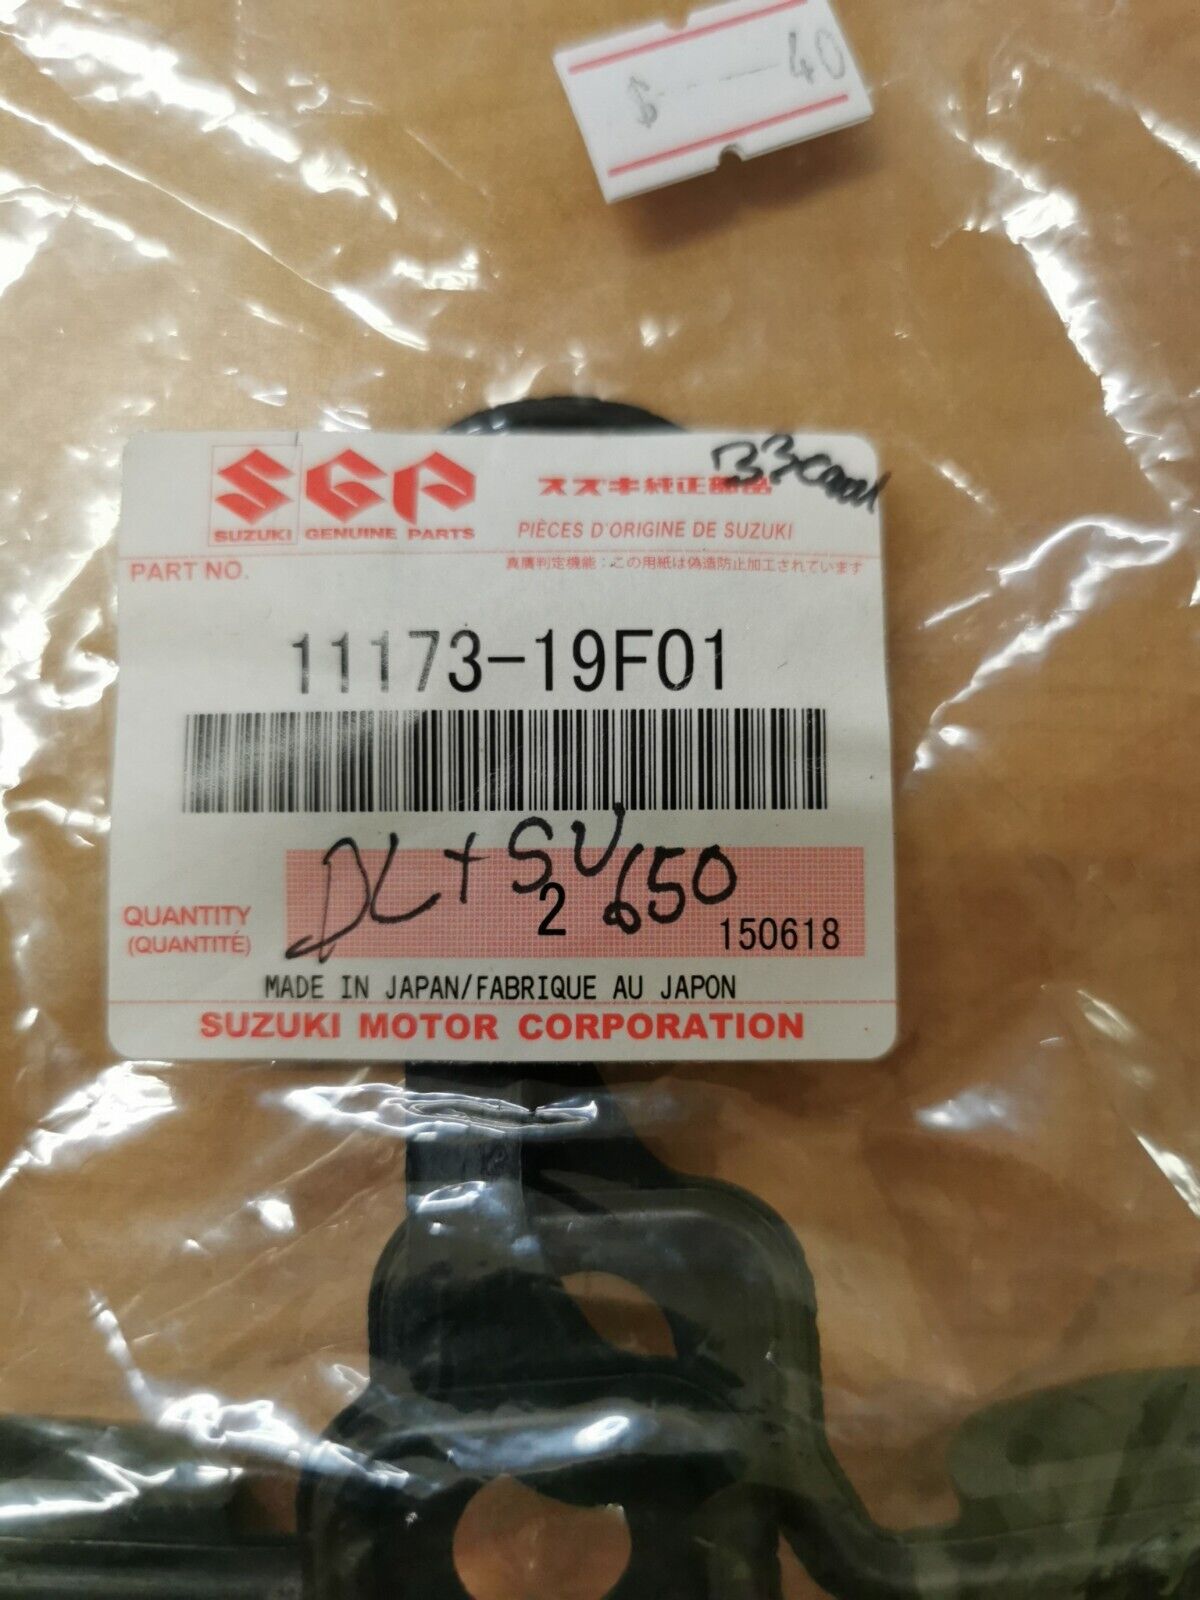 $ 40
SGP スズキ純正部品
SUZUKI GENUINE PARTS PIÈCES D'ORIGINE DE SUZUKI
PART NO. 真贋判定機能:この用紙は偽造防止加工されています
11173-19F01
DL + SV 650
QUANTITY 2
(QUANTITÉ) 150618
MADE IN JAPAN/FABRIQUE AU JAPON
SUZUKI MOTOR CORPORATION